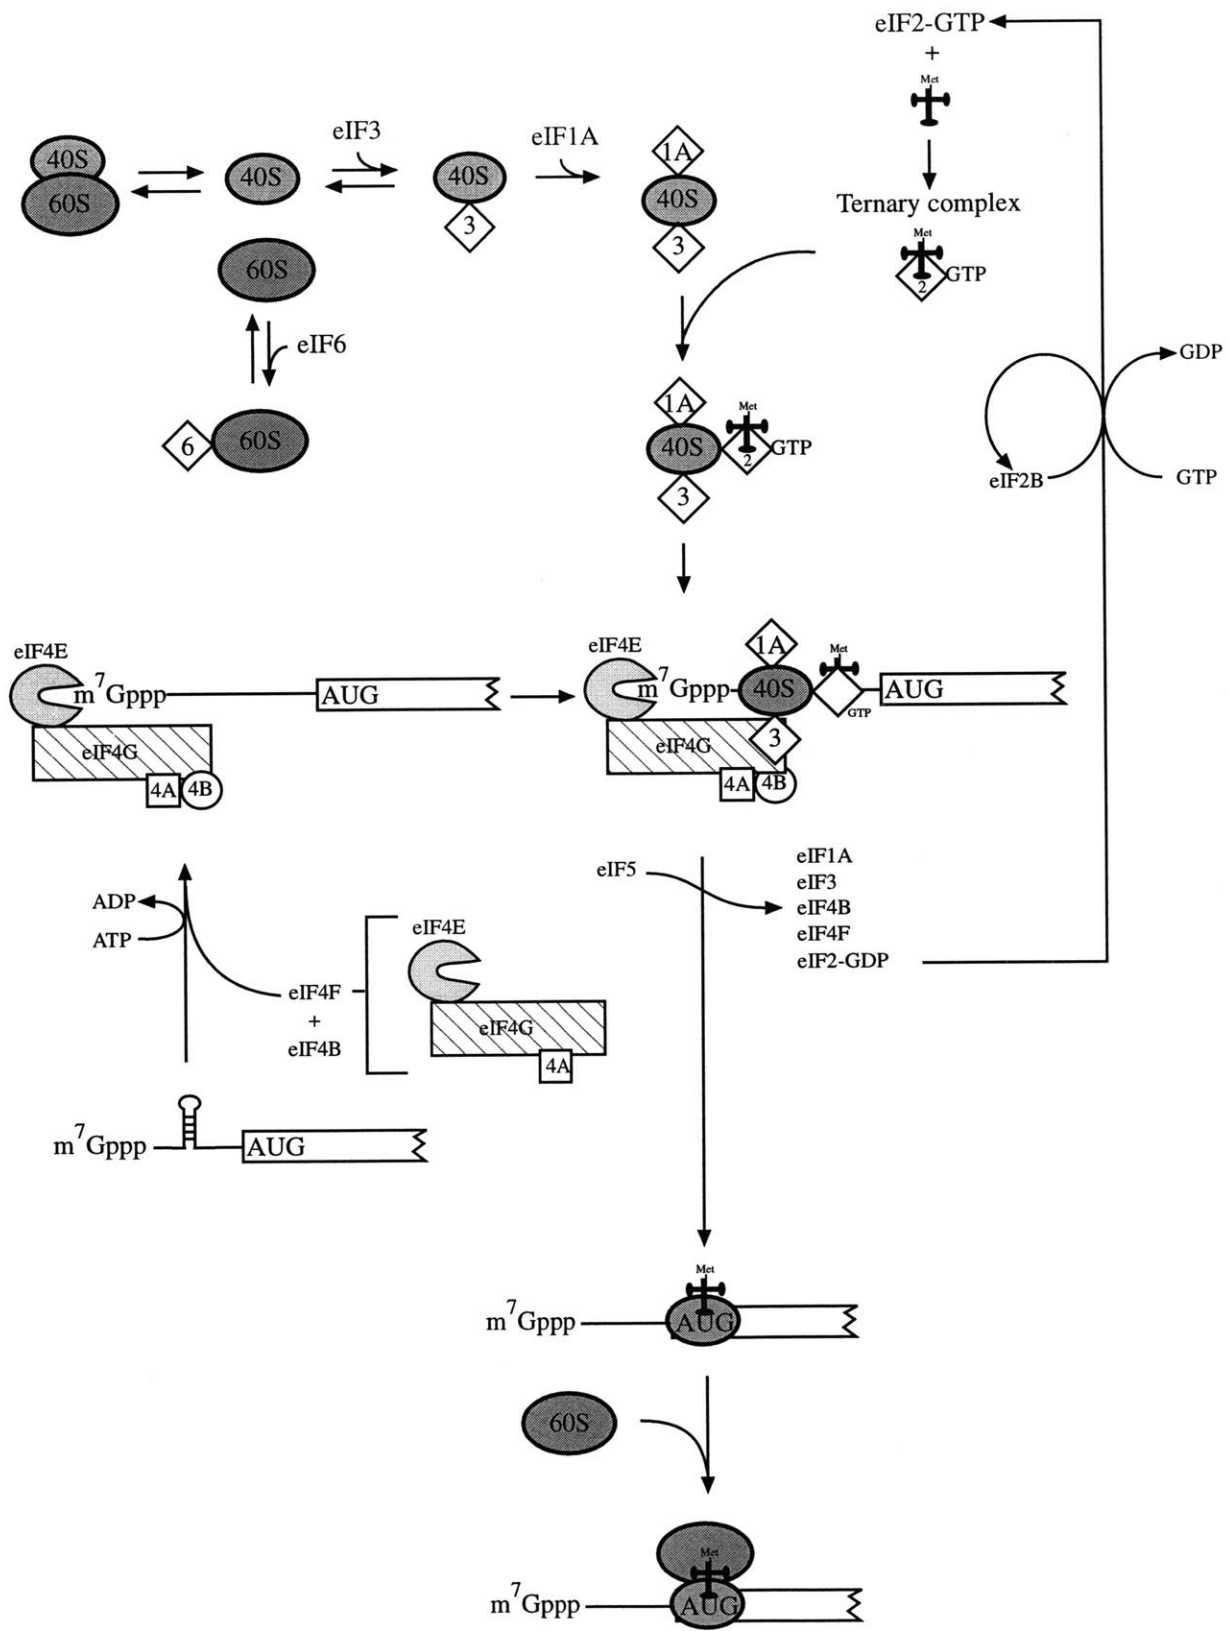 eIF2-GTP
+
Met
eIF3
eIF1A
40S
60S
40S
40S
3
1A
40S
3
Ternary complex
Met
2
GTP
60S
eIF6
6
60S
1A
40S
3
Met
2
GTP
GDP
eIF2B
GTP
eIF4E
m7Gppp
AUG
eIF4G
4A
4B
eIF4E
m7Gppp
1A
40S
3
Met
GTP
AUG
eIF4G
4A
4B
ADP
ATP
eIF4F
+
eIF4B
eIF4E
eIF4G
4A
m7Gppp
AUG
eIF5
eIF1A
eIF3
eIF4B
eIF4F
eIF2-GDP
Met
m7Gppp
AUG
60S
Met
m7Gppp
AUG